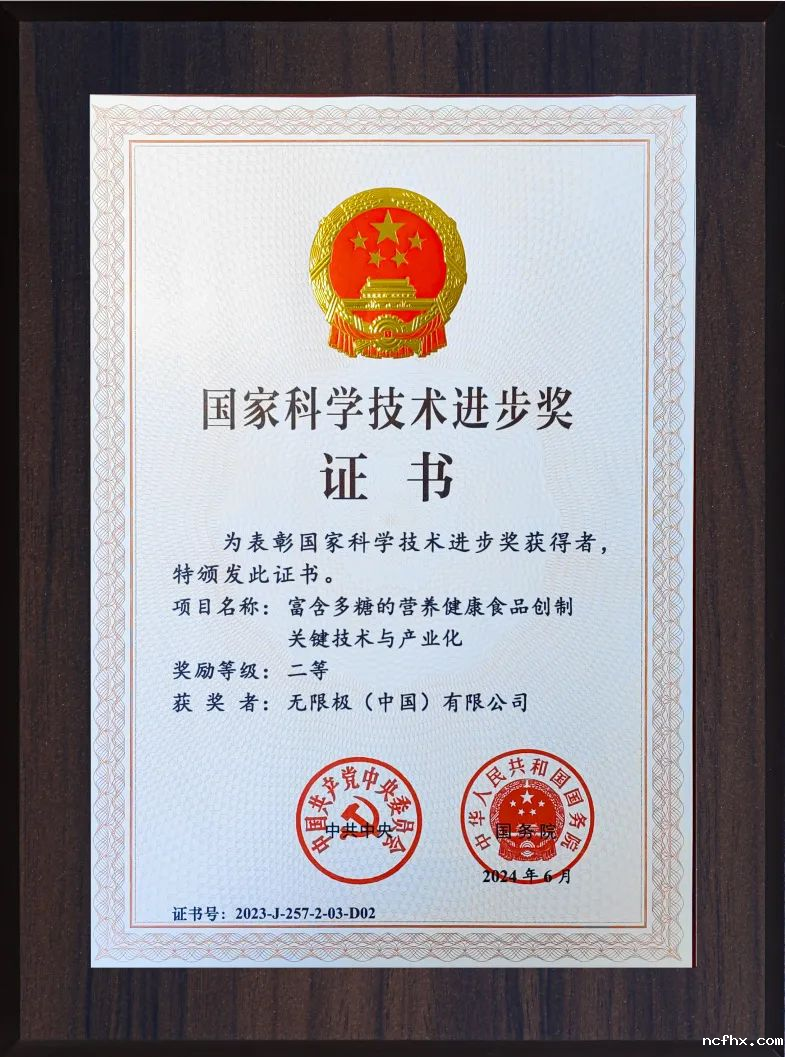 国家科学技术进步奖
证书
为表彰国家科学技术进步奖获得者，
特颁发此证书。
项目名称：富含多糖的营养健康食品创制
关键技术与产业化
奖励等级：二等
获奖者：无限极（中国）有限公司
中国共产党中央委员会
中共中央
中华人民共和国国务院
国务院
2024年6月
证书号：2023-J-257-2-03-D02
ncfhx.com